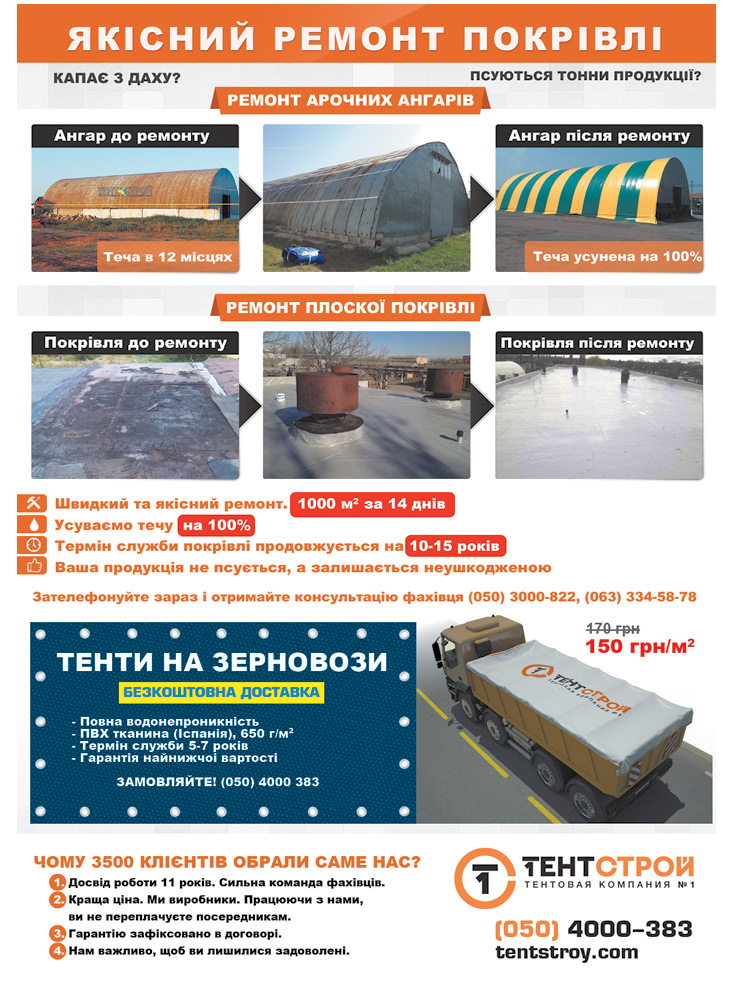 ЯКІСНИЙ РЕМОНТ ПОКРІВЛІ
КАПАЄ З ДАХУ?
ПСУЮТЬСЯ ТОННИ ПРОДУКЦІЇ?
РЕМОНТ АРОЧНИХ АНГАРІВ
Ангар до ремонту
Ангар після ремонту
ТЕНТСТРОЙ
Теча в 12 місцях
Теча усунена на 100%
РЕМОНТ ПЛОСКОЇ ПОКРІВЛІ
Покрівля до ремонту
Покрівля після ремонту
Швидкий та якісний ремонт. 1000 м² за 14 днів
Усуваємо течу на 100%
Термін служби покрівлі продовжується на 10-15 років
Ваша продукція не псується, а залишається неушкодженою
Зателефонуйте зараз і отримайте консультацію фахівця (050) 3000-822, (063) 334-58-78
170 грн
150 грн/м²
ТЕНТИ НА ЗЕРНОВОЗИ
БЕЗКОШТОВНА ДОСТАВКА
- Повна водонепроникність
- ПВХ тканина (Іспанія), 650 г/м²
- Термін служби 5-7 років
- Гарантія найнижчої вартості
ЗАМОВЛЯЙТЕ! (050) 4000 383
ТЕНТСТРОЙ
ТЕНТОВАЯ КОМПАНИЯ №1
ЧОМУ 3500 КЛІЄНТІВ ОБРАЛИ САМЕ НАС?
1. Досвід роботи 11 років. Сильна команда фахівців.
2. Краща ціна. Ми виробники. Працюючи з нами,
ви не переплачуєте посередникам.
3. Гарантію зафіксовано в договорі.
4. Нам важливо, щоб ви лишилися задоволені.
1 ТЕНТСТРОЙ
ТЕНТОВАЯ КОМПАНИЯ №1
(050) 4000-383
tentstroy.com